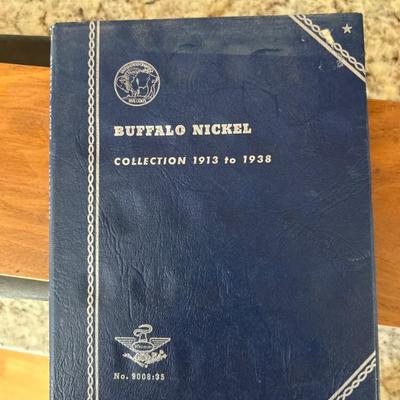 BUFFALO NICKEL
COLLECTION 1913 to 1938
No. 9008:35